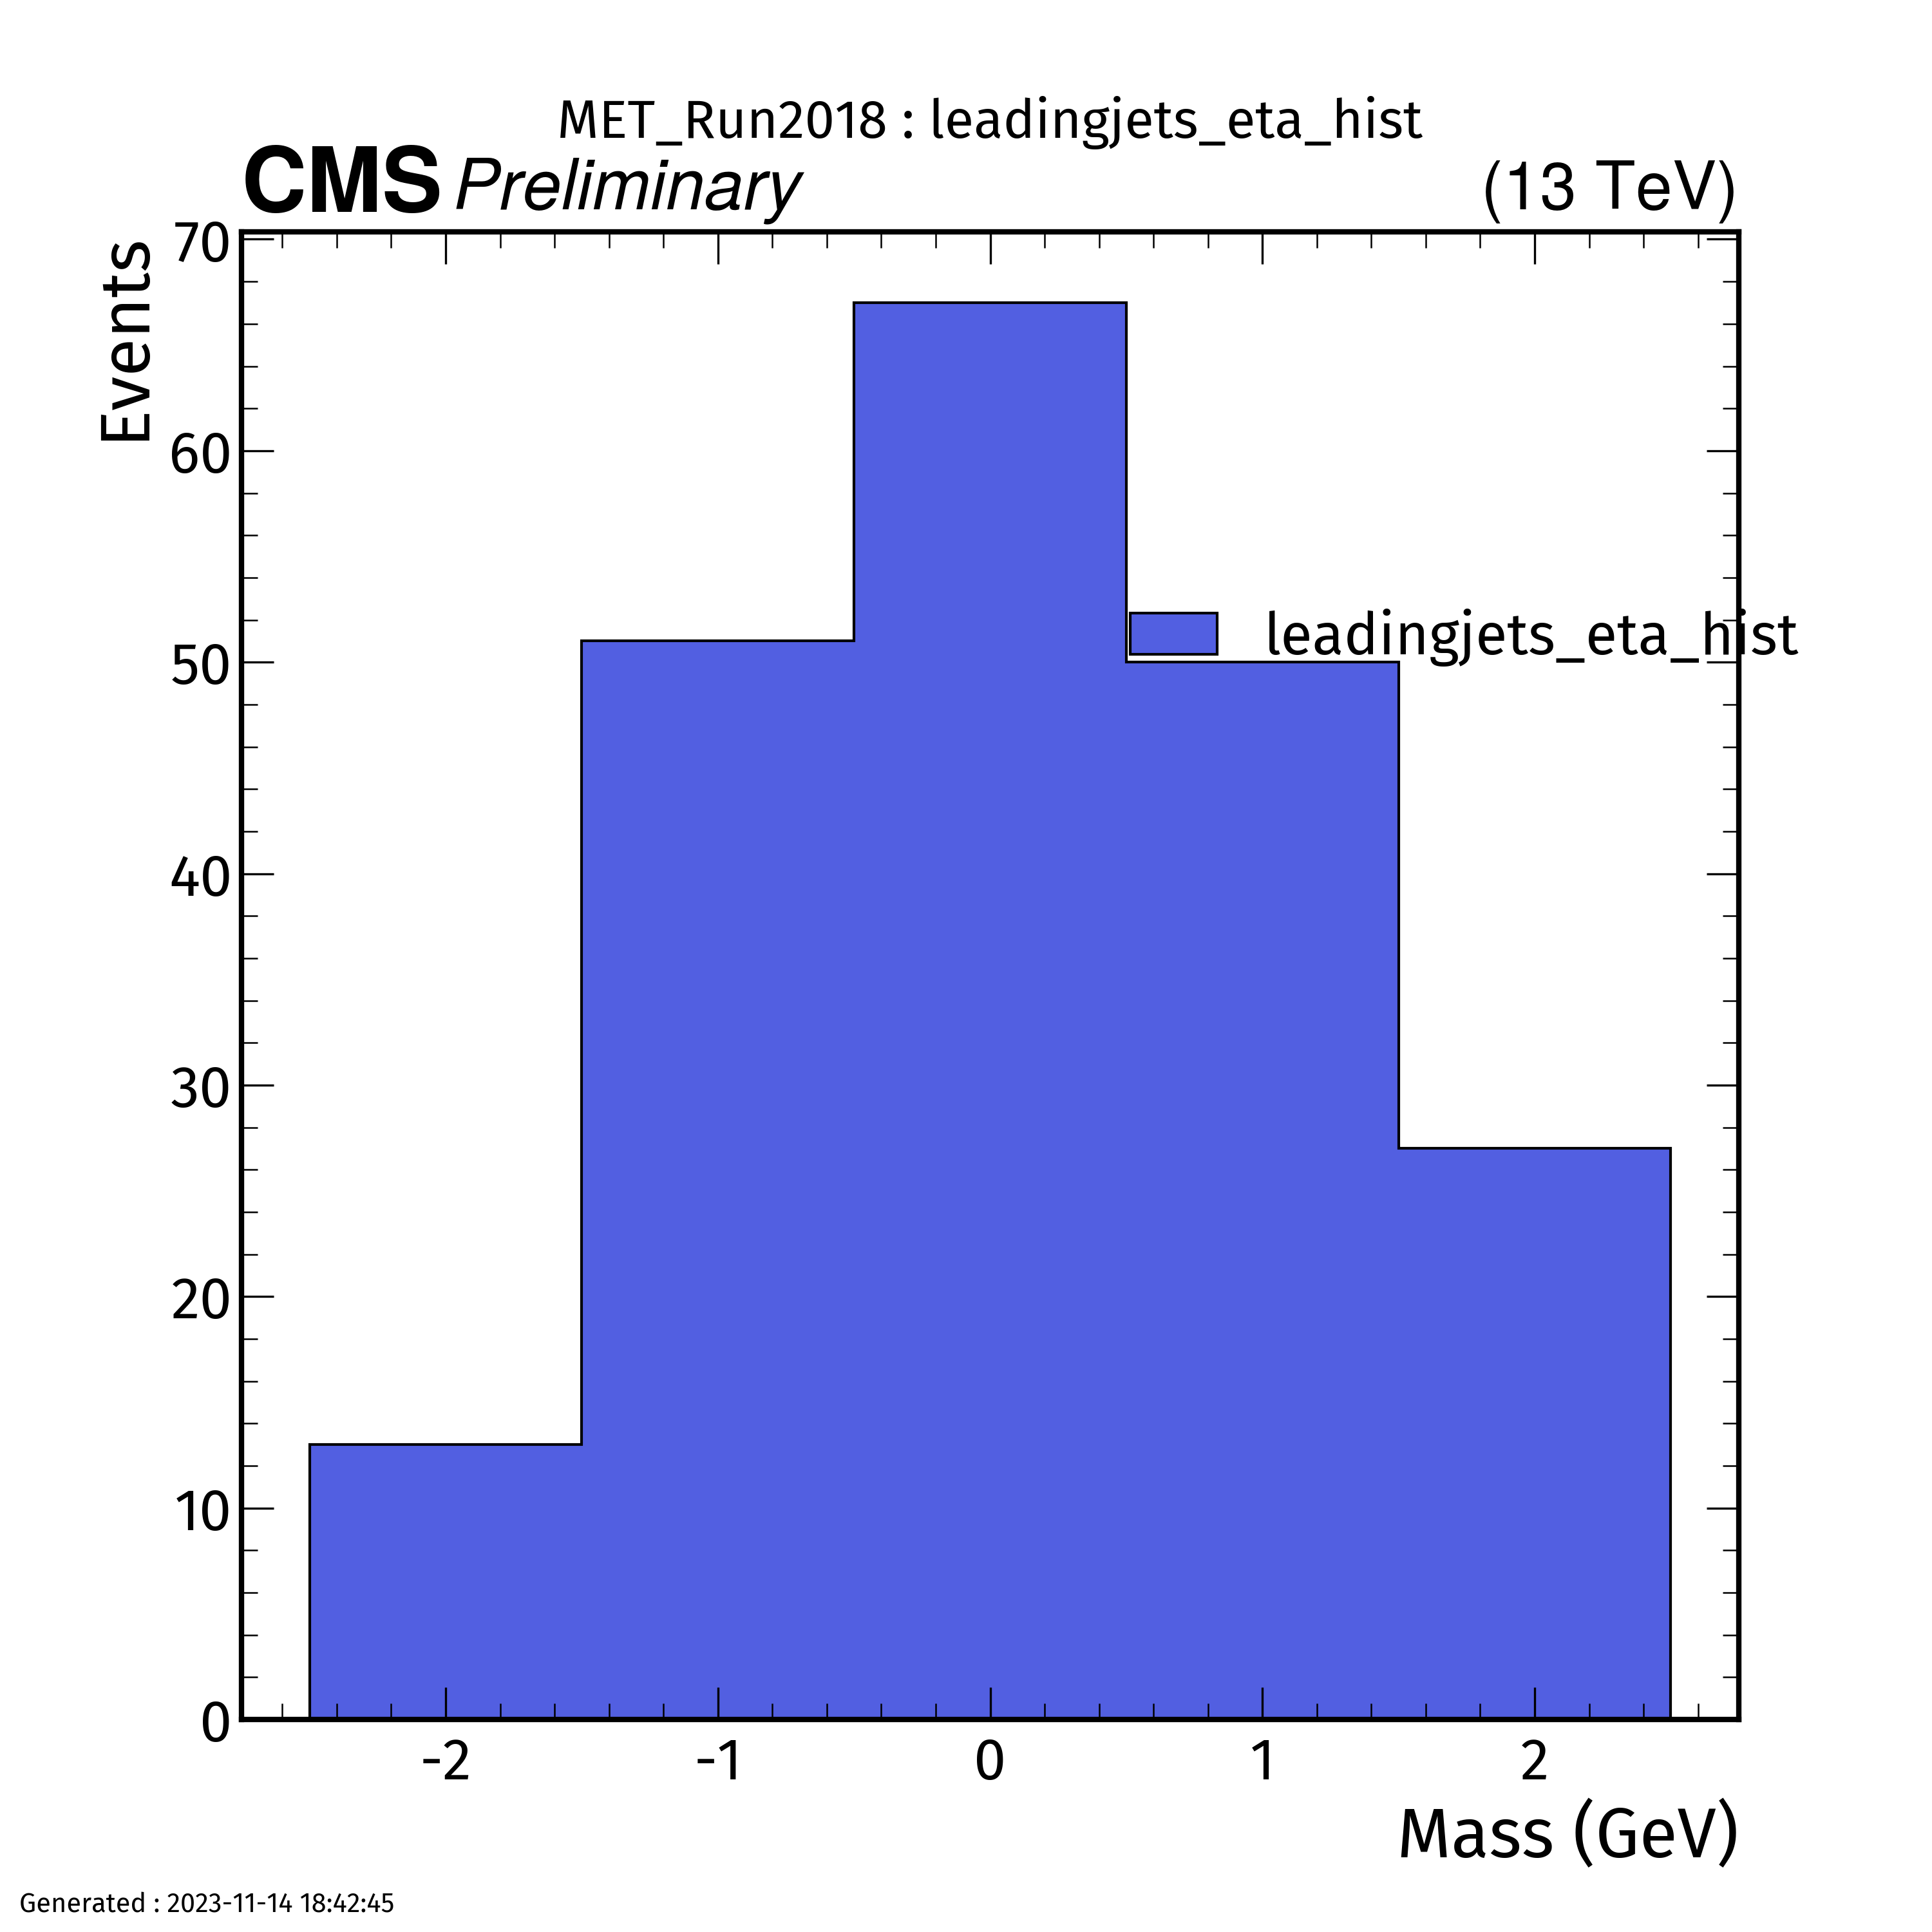 MET_Run2018 : leadingjets_eta_hist
CMS Preliminary (13 TeV)
Events
70
60
50
40
30
20
10
0
leadingjets_eta_hist
-2 -1 0 1 2
Mass (GeV)
Generated : 2023-11-14 18:42:45